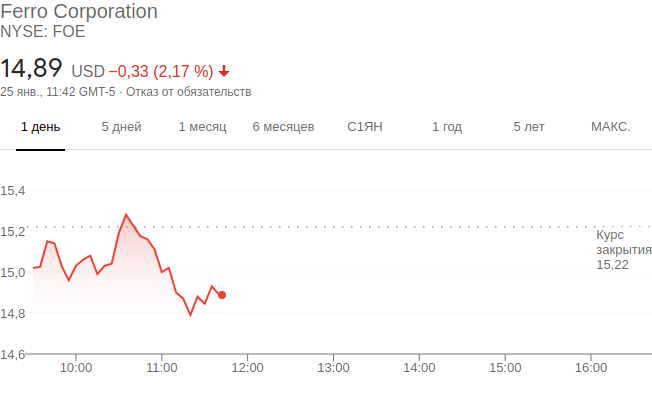 Ferro Corporation
NYSE: FOE
14,89 USD −0,33 (2,17 %)
25 янв., 11:42 GMT-5 · Отказ от обязательств
1 день 5 дней 1 месяц 6 месяцев С1ЯН 1 год 5 лет МАКС.
15,4
15,2
Курс
закрытия
15,22
15,0
14,8
14,6
10:00 11:00 12:00 13:00 14:00 15:00 16:00